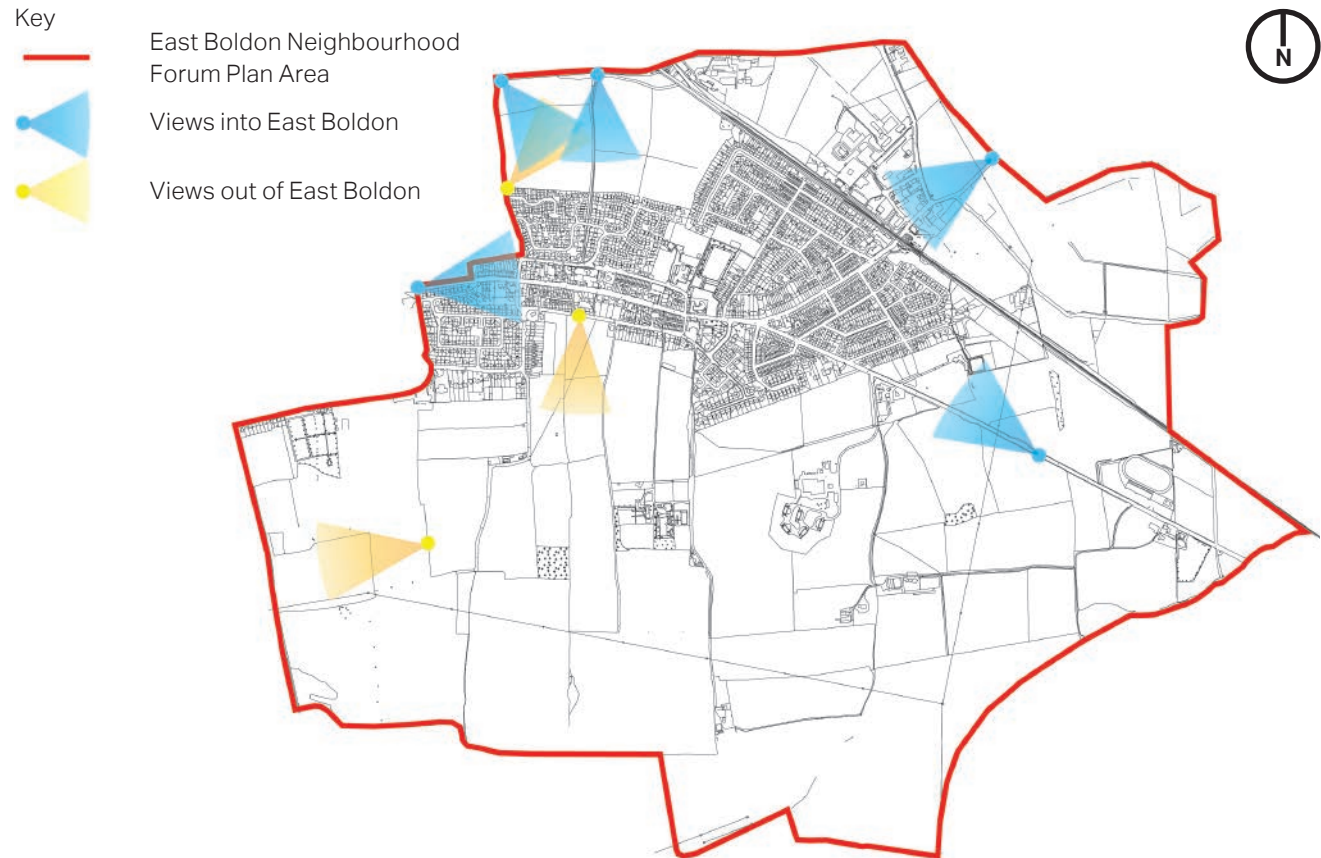 Key
East Boldon Neighbourhood
Forum Plan Area
Views into East Boldon
Views out of East Boldon
N